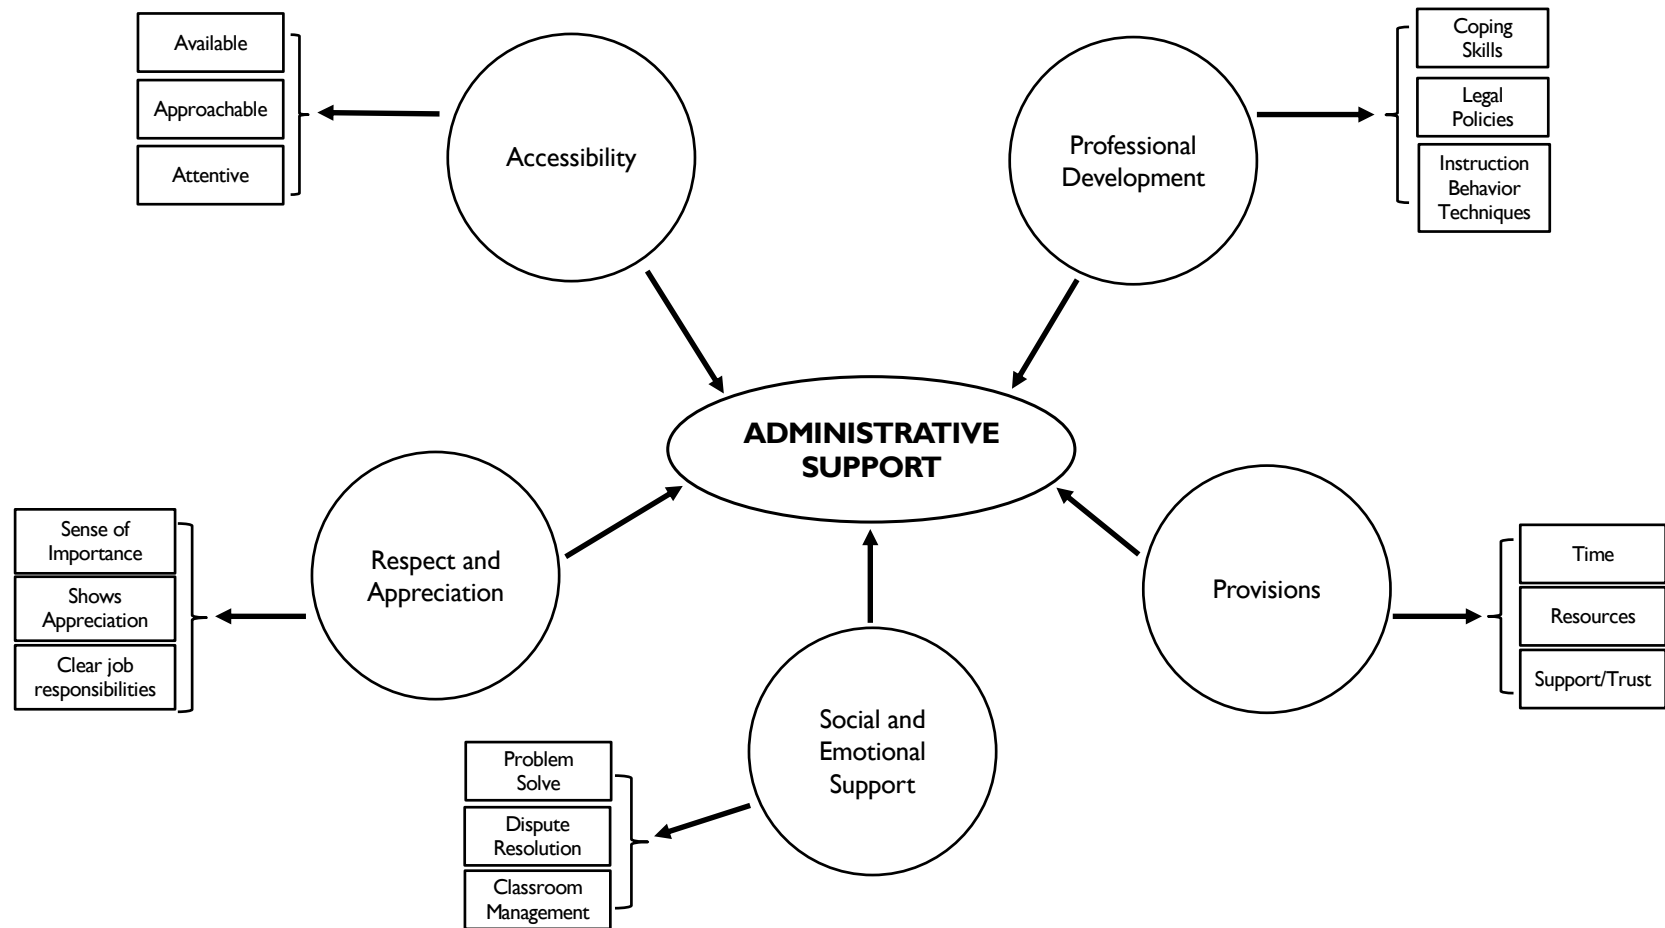 Available
Approachable
Attentive
Accessibility
Professional
Development
Coping
Skills
Legal
Policies
Instruction
Behavior
Techniques
ADMINISTRATIVE
SUPPORT
Sense of
Importance
Shows
Appreciation
Clear job
responsibilities
Respect and
Appreciation
Provisions
Time
Resources
Support/Trust
Problem
Solve
Dispute
Resolution
Classroom
Management
Social and
Emotional
Support